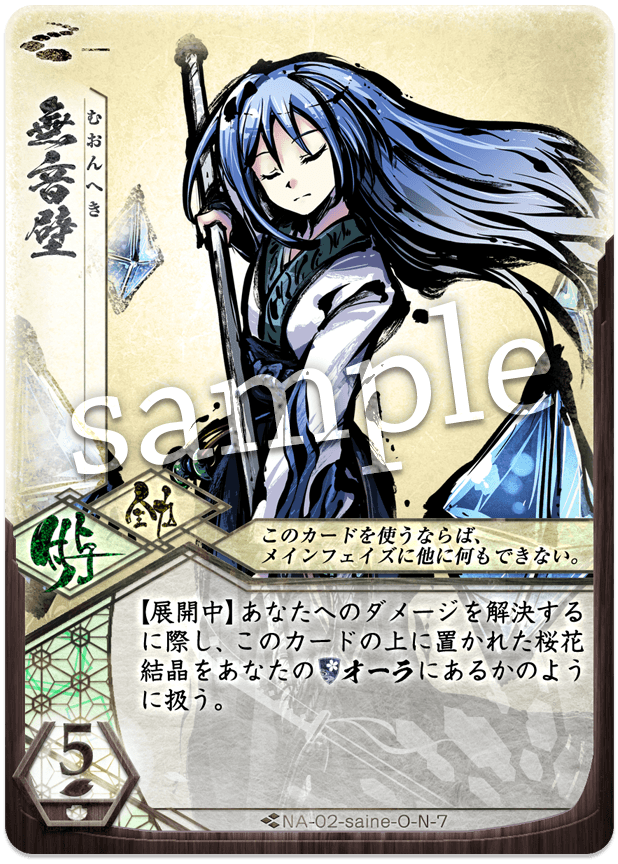 一
無音壁
むおんへき
sample
付与
全力
このカードを使うならば、
メインフェイズに他に何もできない。
【展開中】あなたへのダメージを解決する
に際し、このカードの上に置かれた桜花
結晶をあなたのオーラにあるかのよう
に扱う。
5
NA-02-saine-O-N-7